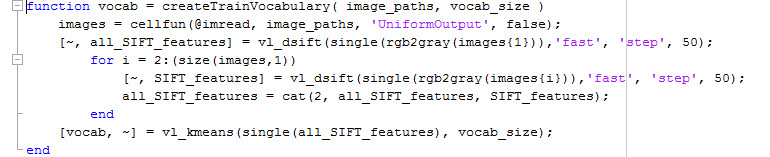 function vocab = createTrainVocabulary( image_paths, vocab_size )
    images = cellfun(@imread, image_paths, 'UniformOutput', false);
    [~, all_SIFT_features] = vl_dsift(single(rgb2gray(images{1})),'fast', 'step', 50);
        for i = 2:(size(images,1))
            [~, SIFT_features] = vl_dsift(single(rgb2gray(images{i})),'fast', 'step', 50);
            all_SIFT_features = cat(2, all_SIFT_features, SIFT_features);
        end
    [vocab, ~] = vl_kmeans(single(all_SIFT_features), vocab_size);
end